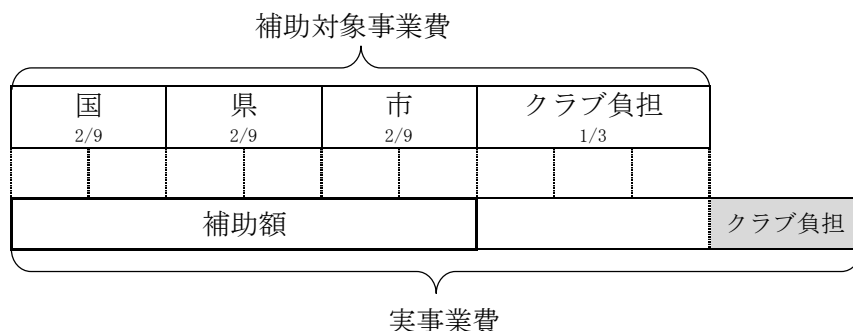 補助対象事業費
国 県 市 クラブ負担
2/9 2/9 2/9 1/3
補助額 クラブ負担
実事業費